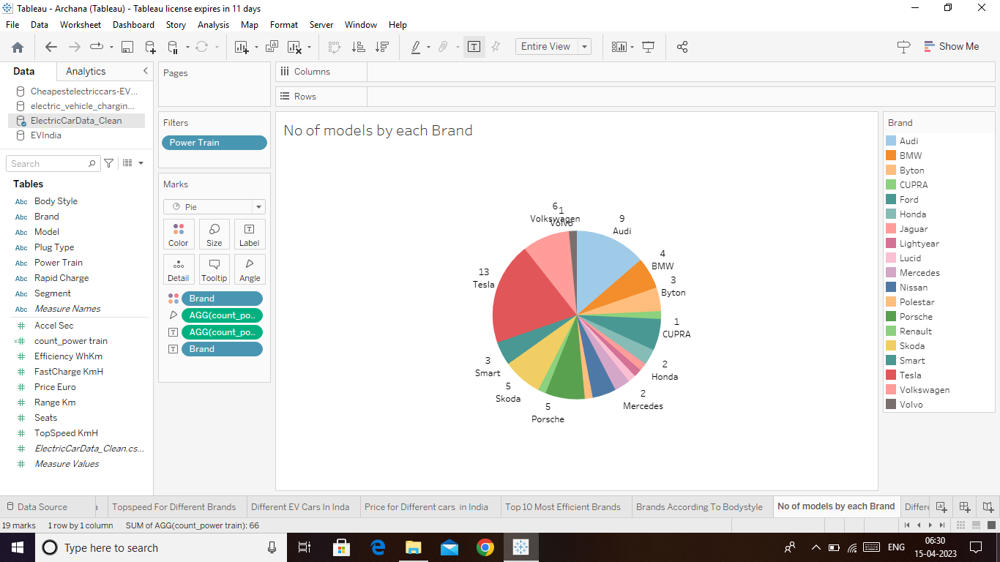 Tableau - Archana (Tableau) - Tableau license expires in 11 days
File Data Worksheet Dashboard Story Analysis Map Format Server Window Help
Entire View
Show Me
Data Analytics
Cheapestelectriccars-EV...
electric_vehicle_chargin...
ElectricCarData_Clean
EVIndia
Search
Tables
Abc Body Style
Abc Brand
Abc Model
Abc Plug Type
Abc Power Train
Abc Rapid Charge
Abc Segment
Abc Measure Names
# Accel Sec
=# count_power train
# Efficiency WhKm
# FastCharge KmH
# Price Euro
# Range Km
# Seats
# TopSpeed KmH
# ElectricCarData_Clean.cs...
# Measure Values
Pages
Filters
Power Train
Marks
Pie
Color Size Label
Detail Tooltip Angle
Brand
AGG(count_po..
AGG(count_po..
Brand
Columns
Rows
No of models by each Brand
6
Volkswagen
1
Volvo
9
Audi
4
BMW
3
Byton
1
CUPRA
2
Honda
2
Mercedes
5
Porsche
5
Skoda
3
Smart
13
Tesla
Brand
Audi
BMW
Byton
CUPRA
Ford
Honda
Jaguar
Lightyear
Lucid
Mercedes
Nissan
Polestar
Porsche
Renault
Skoda
Smart
Tesla
Volkswagen
Volvo
Data Source Topspeed For Different Brands Different EV Cars In Inda Price for Different cars in India Top 10 Most Efficient Brands Brands According To Bodystyle No of models by each Brand Differe
19 marks 1 row by 1 column SUM of AGG(count_power train): 66
Type here to search
ENG
06:30
15-04-2023